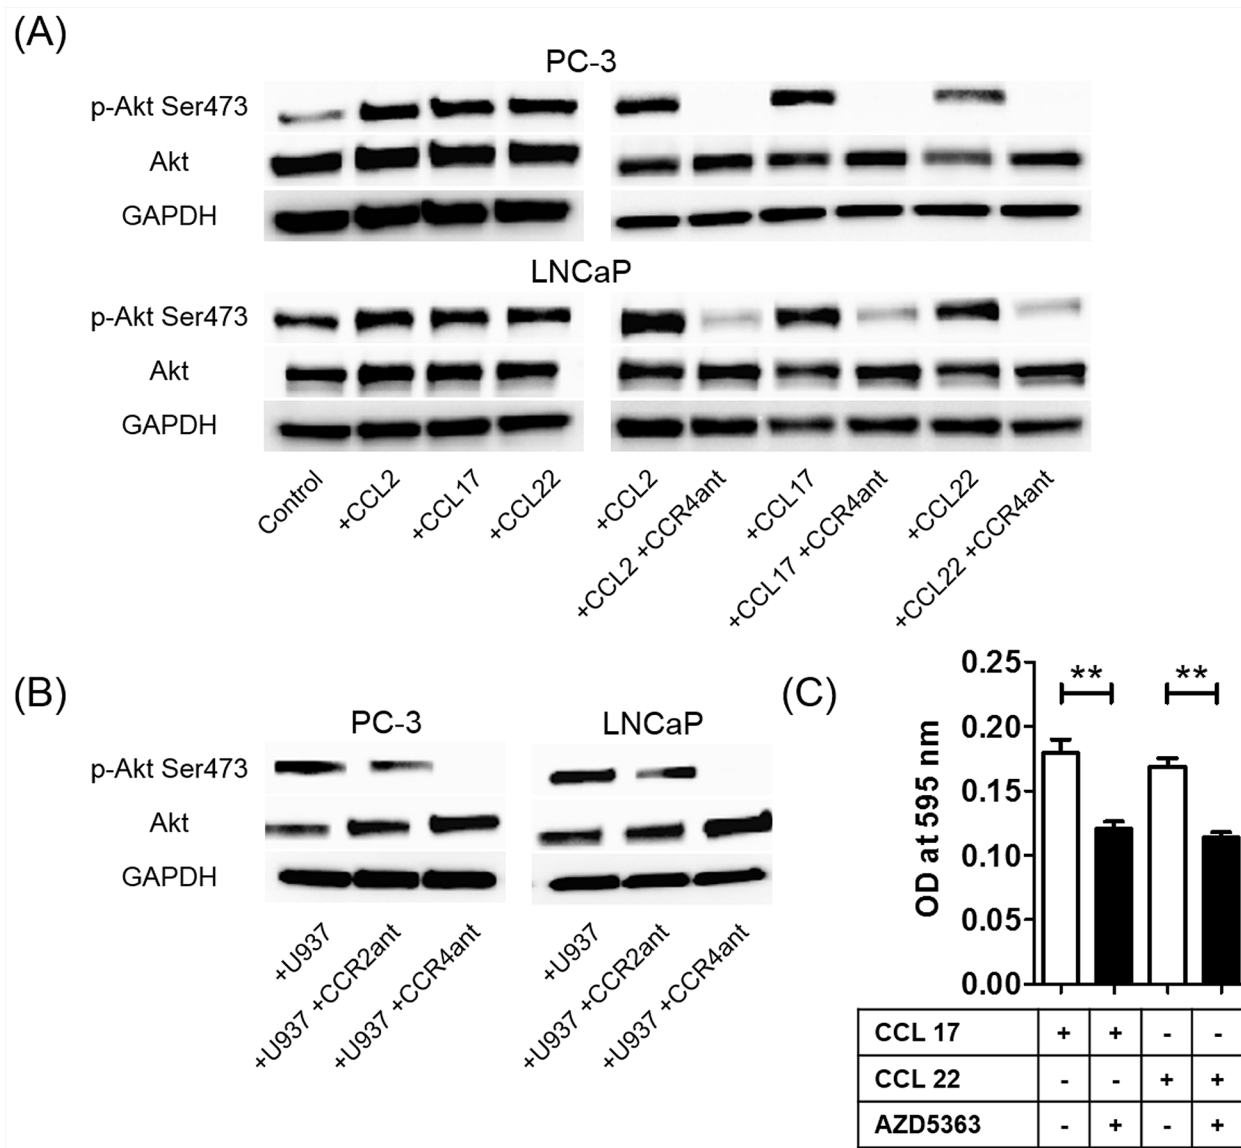 (A)
PC-3
p-Akt Ser473
Akt
GAPDH
LNCaP
p-Akt Ser473
Akt
GAPDH
Control
+CCL2
+CCL17
+CCL22
+CCL2
+CCL2 +CCR4ant
+CCL17
+CCL17 +CCR4ant
+CCL22
+CCL22 +CCR4ant
(B)
PC-3
LNCaP
p-Akt Ser473
Akt
GAPDH
+U937
+U937 +CCR2ant
+U937 +CCR4ant
+U937
+U937 +CCR2ant
+U937 +CCR4ant
(C)
OD at 595 nm
0.25
0.20
0.15
0.10
0.05
0.00
** **
CCL 17 + + - -
CCL 22 - - + +
AZD5363 - + - +